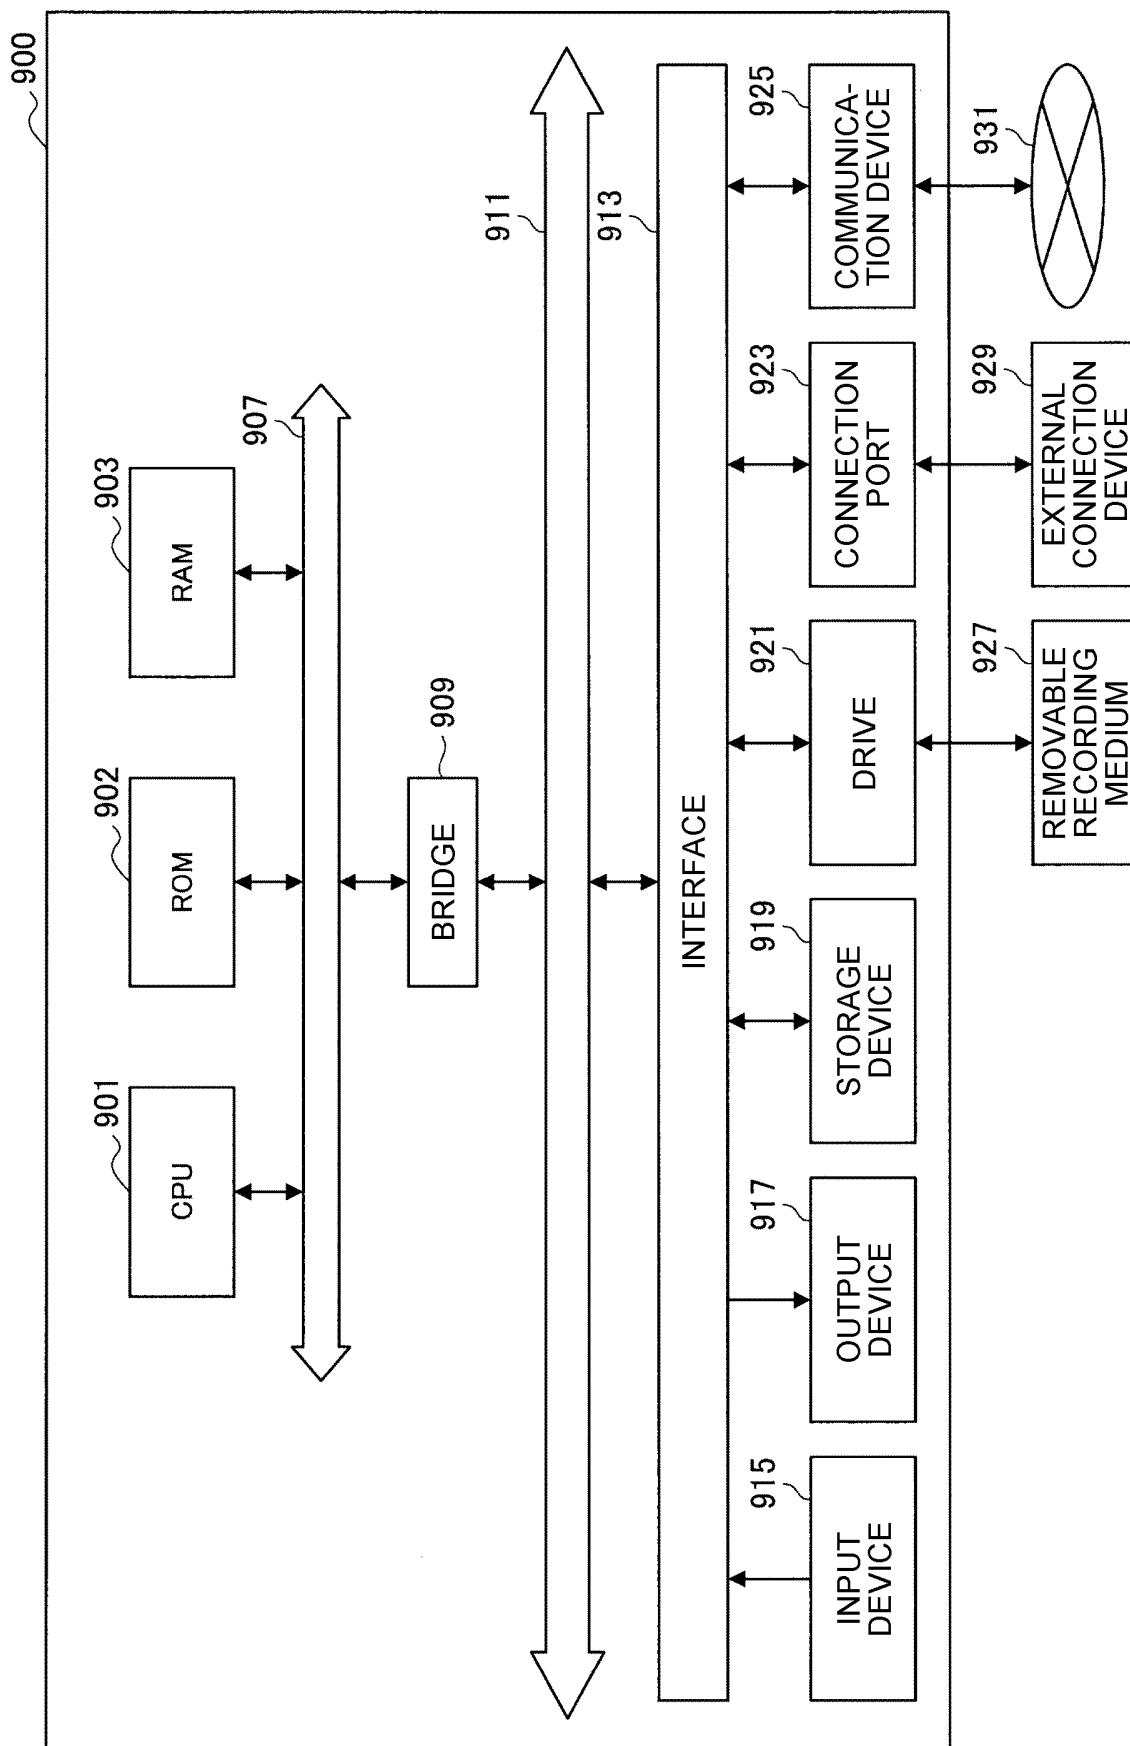 900
901
CPU
902
ROM
903
RAM
907
909
BRIDGE
911
913
INTERFACE
915
INPUT
DEVICE
917
OUTPUT
DEVICE
919
STORAGE
DEVICE
921
DRIVE
923
CONNECTION
PORT
925
COMMUNICA-
TION DEVICE
927
REMOVABLE
RECORDING
MEDIUM
929
EXTERNAL
CONNECTION
DEVICE
931